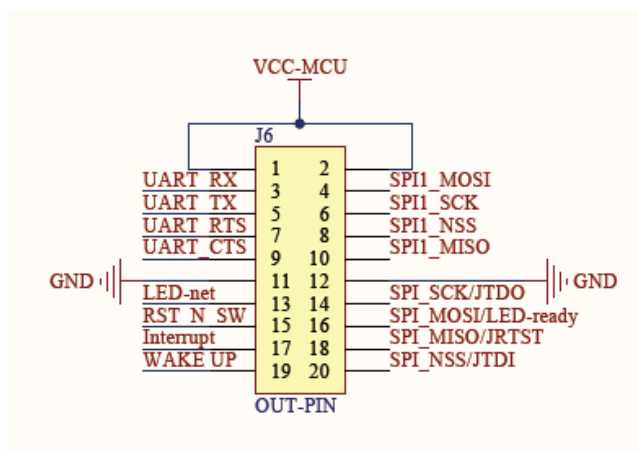 VCC-MCU
J6
1 2
UART_RX 3 4 SPI1_MOSI
UART_TX 5 6 SPI1_SCK
UART_RTS 7 8 SPI1_NSS
UART_CTS 9 10 SPI1_MISO
GND 11 12 GND
LED-net 13 14 SPI_SCK/JTDO
RST_N_SW 15 16 SPI_MOSI/LED-ready
Interrupt 17 18 SPI_MISO/JRTST
WAKE UP 19 20 SPI_NSS/JTDI
OUT-PIN